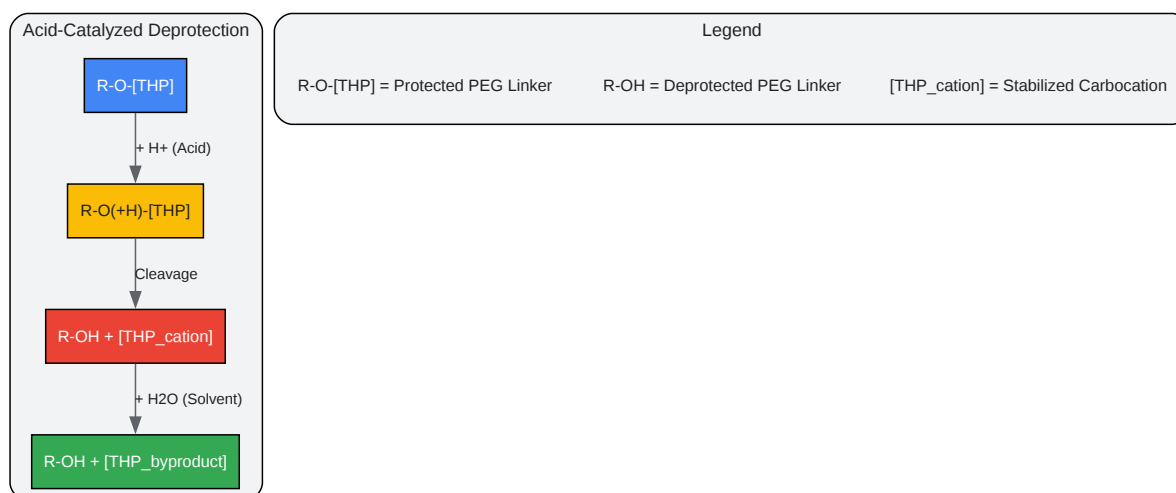 Acid-Catalyzed Deprotection
R-O-[THP]
+ H+ (Acid)
R-O(+H)-[THP]
Cleavage
R-OH + [THP_cation]
+ H2O (Solvent)
R-OH + [THP_byproduct]
Legend
R-O-[THP] = Protected PEG Linker
R-OH = Deprotected PEG Linker
[THP_cation] = Stabilized Carbocation